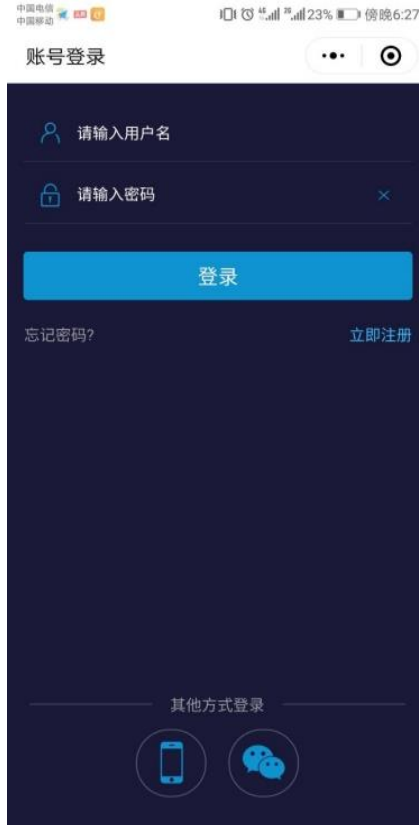 中国电信
中国移动
23% 傍晚6:27
账号登录
请输入用户名
请输入密码
登录
忘记密码? 立即注册
其他方式登录